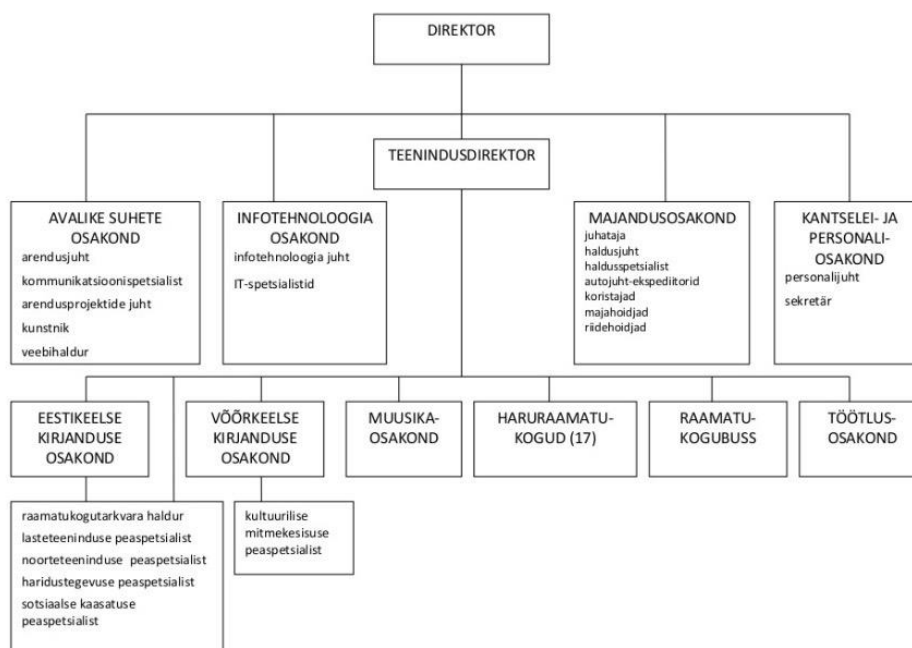 DIREKTOR
TEENINDUSDIREKTOR
AVALIKE SUHETE
OSAKOND
arendusjuht
kommunikatsioonispetsialist
arendusprojektide juht
kunstnik
veebihaldur
INFOTEHNOLOOGIA
OSAKOND
infotehnoloogia juht
IT-spetsialistid
MAJANDUSOSAKOND
juhataja
haldusjuht
haldusspetsialist
autojuht-ekspediitorid
koristajad
majahoidjad
riidehoidjad
KANTSELEI- JA
PERSONALI-
OSAKOND
personalijuht
sekretär
EESTIKEELSE
KIRJANDUSE
OSAKOND
VÕÕRKEELSE
KIRJANDUSE
OSAKOND
MUUSIKA-
OSAKOND
HARURAAMATU-
KOGUD (17)
RAAMATU-
KOGUBUSS
TÖÖTLUS-
OSAKOND
raamatukogutarkvara haldur
lasteteeninduse peaspetsialist
noorteteeninduse peaspetsialist
haridustegevuse peaspetsialist
sotsiaalse kaasatuse
peaspetsialist
kultuurilise
mitmekesisuse
peaspetsialist